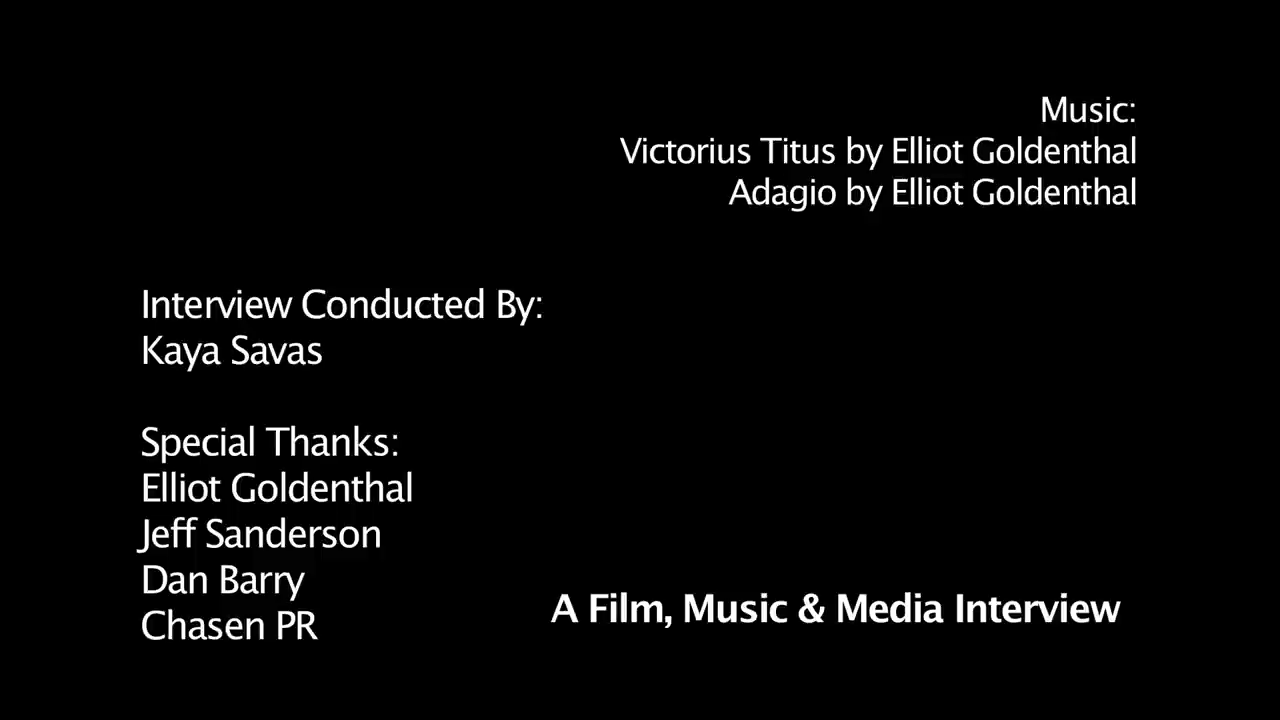 Music:
Victorius Titus by Elliot Goldenthal
Adagio by Elliot Goldenthal
Interview Conducted By:
Kaya Savas
Special Thanks:
Elliot Goldenthal
Jeff Sanderson
Dan Barry
Chasen PR
A Film, Music & Media Interview